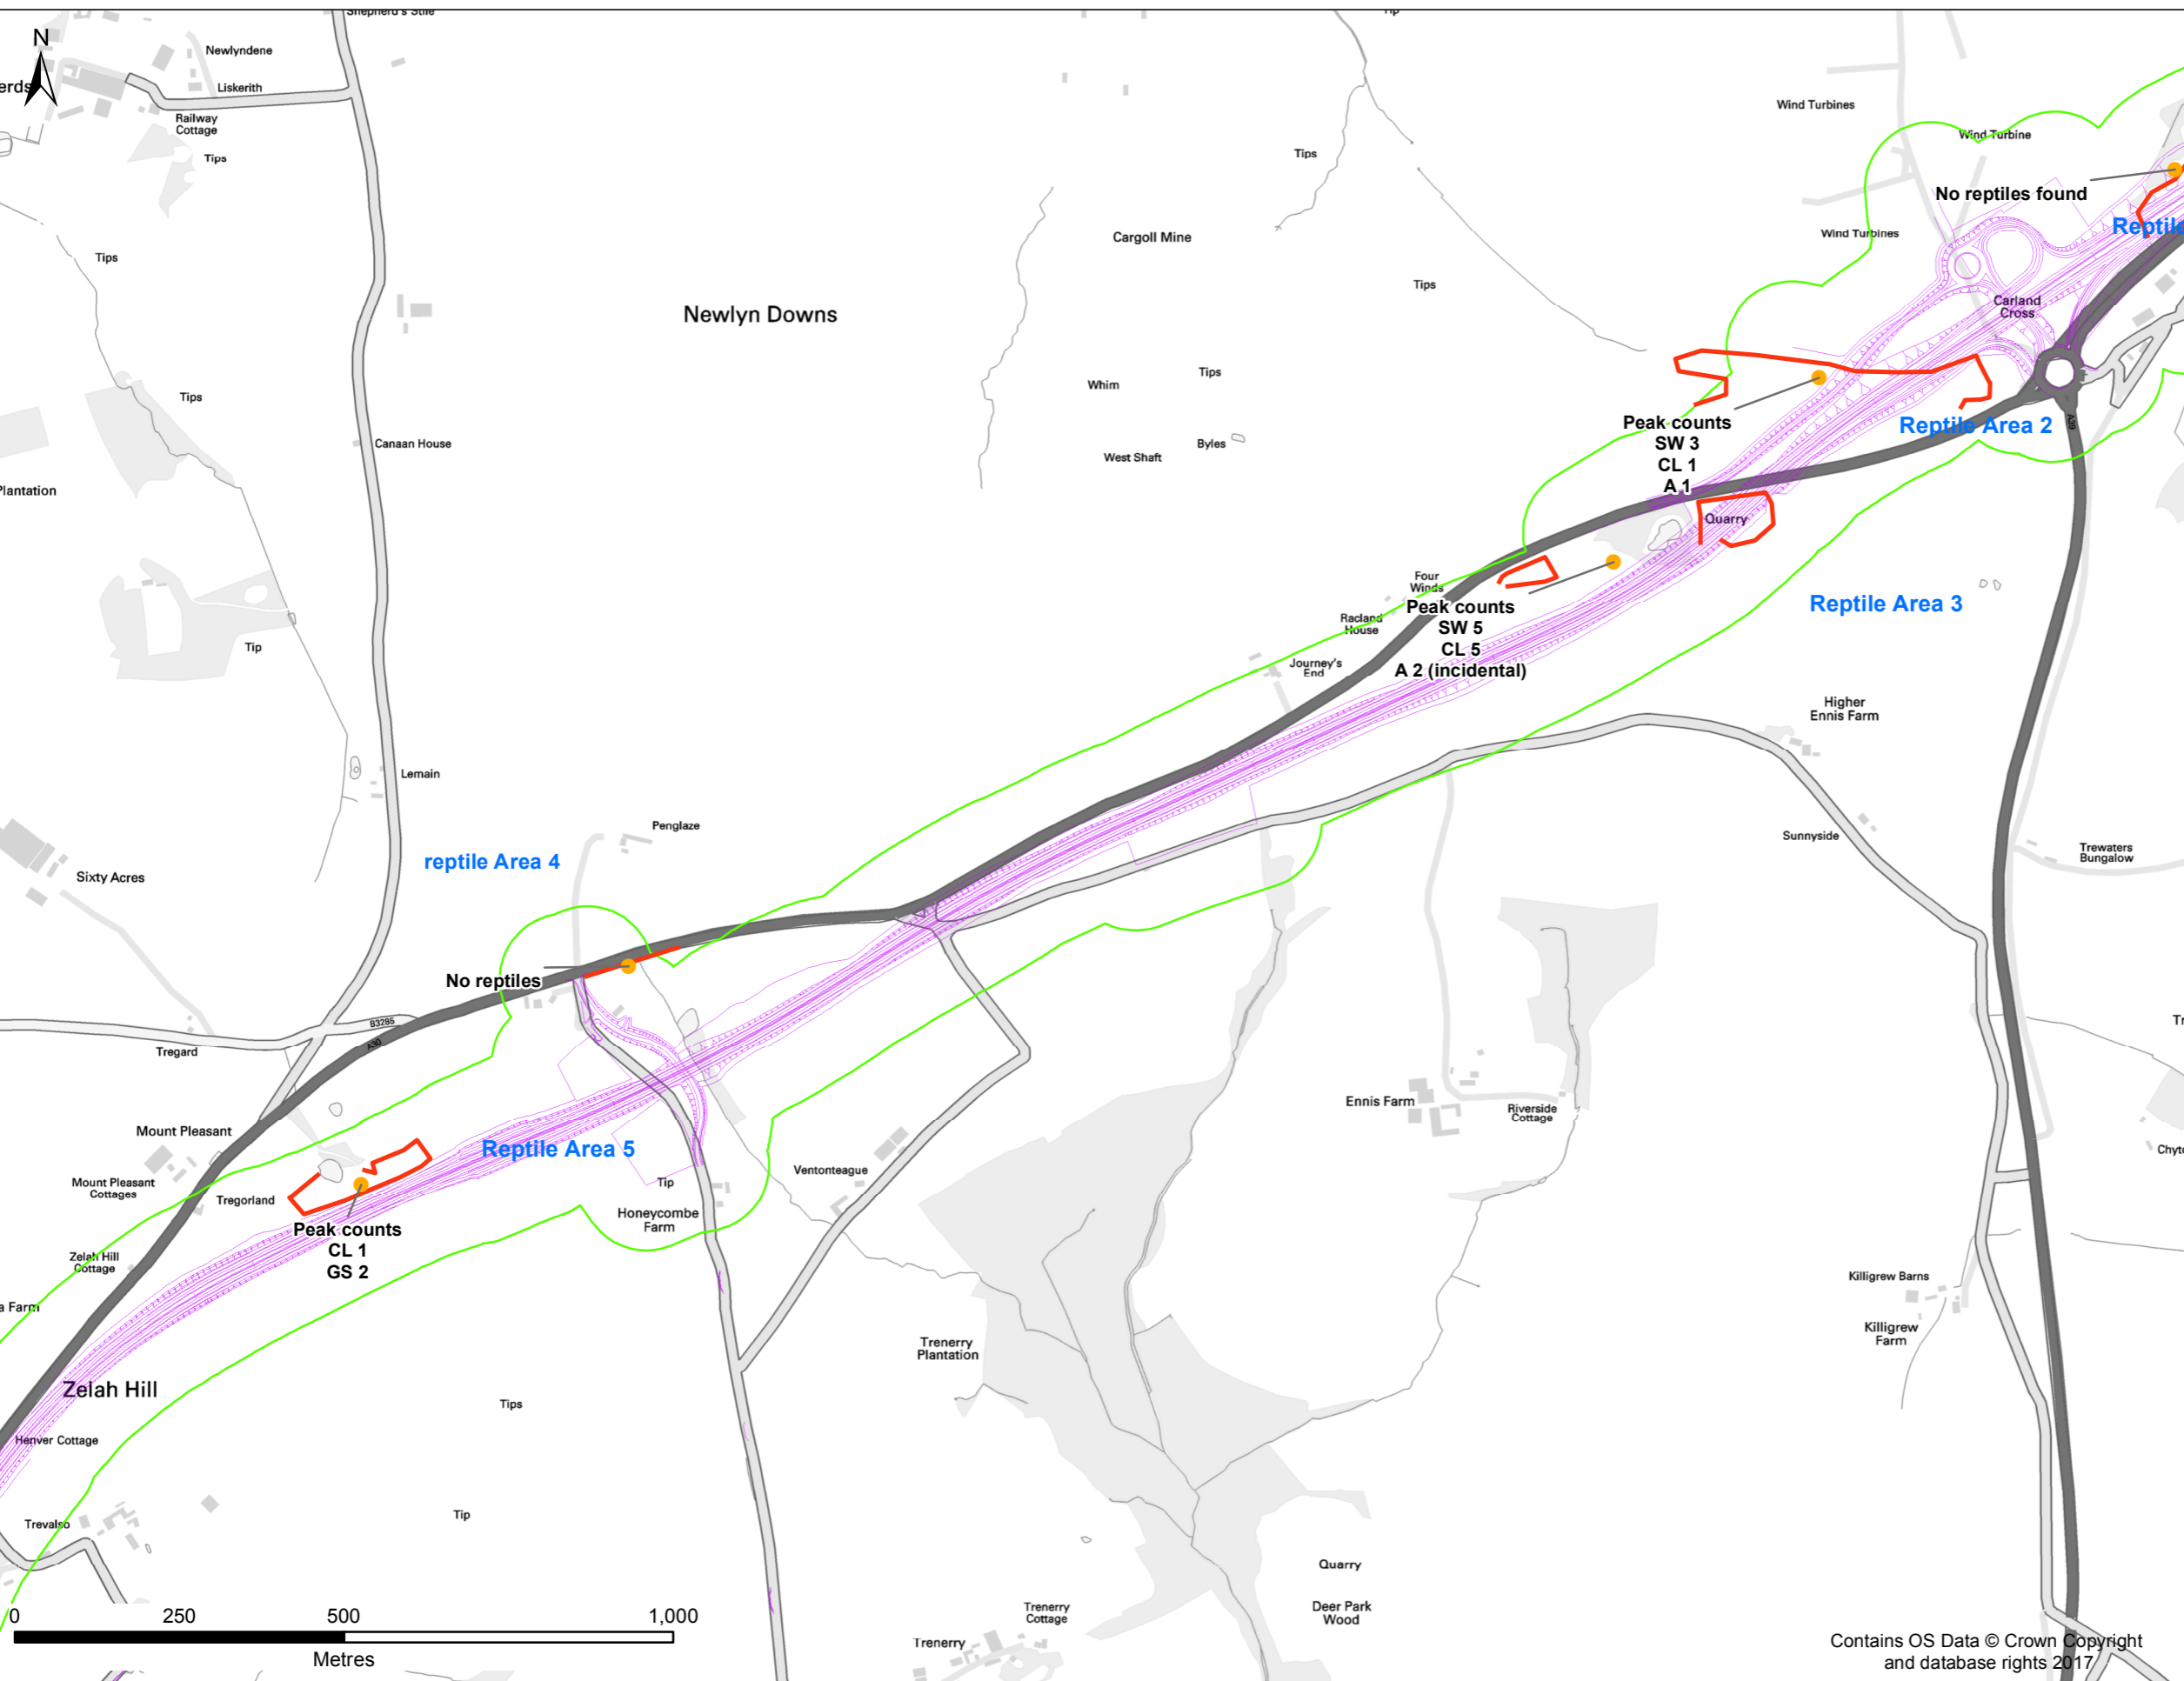 Shepherd's Stile
Tip
N
Newlyndene
Liskerith
Railway
Cottage
Tips
Wind Turbines
Wind Turbine
Tips
No reptiles found
Wind Turbines
Cargoll Mine
Tips
Tips
Newlyn Downs
Carland
Cross
Whim
Tips
Tips
Canaan House
Byles
West Shaft
Peak counts
SW 3
CL 1
A 1
Reptile Area 2
A39
Plantation
Quarry
Four
Winds
Racland
House
Peak counts
SW 5
CL 5
A 2 (incidental)
Reptile Area 3
Tip
Journey's
End
Higher
Ennis Farm
Lemain
Penglaze
Sunnyside
Trewaters
Bungalow
reptile Area 4
Sixty Acres
No reptiles
B3285
A30
Tregard
Ennis Farm
Riverside
Cottage
Mount Pleasant
Reptile Area 5
Ventonteague
Tip
Mount Pleasant
Cottages
Tregorland
Honeycombe
Farm
Peak counts
CL 1
GS 2
Zelah Hill
Cottage
a Farm
Killigrew Barns
Killigrew
Farm
Trenerry
Plantation
Zelah Hill
Tips
Henver Cottage
Tip
Trevalso
Quarry
Deer Park
Wood
Trenerry
Cottage
Trenerry
0 250 500 1,000
Metres
Contains OS Data © Crown Copyright
and database rights 2017